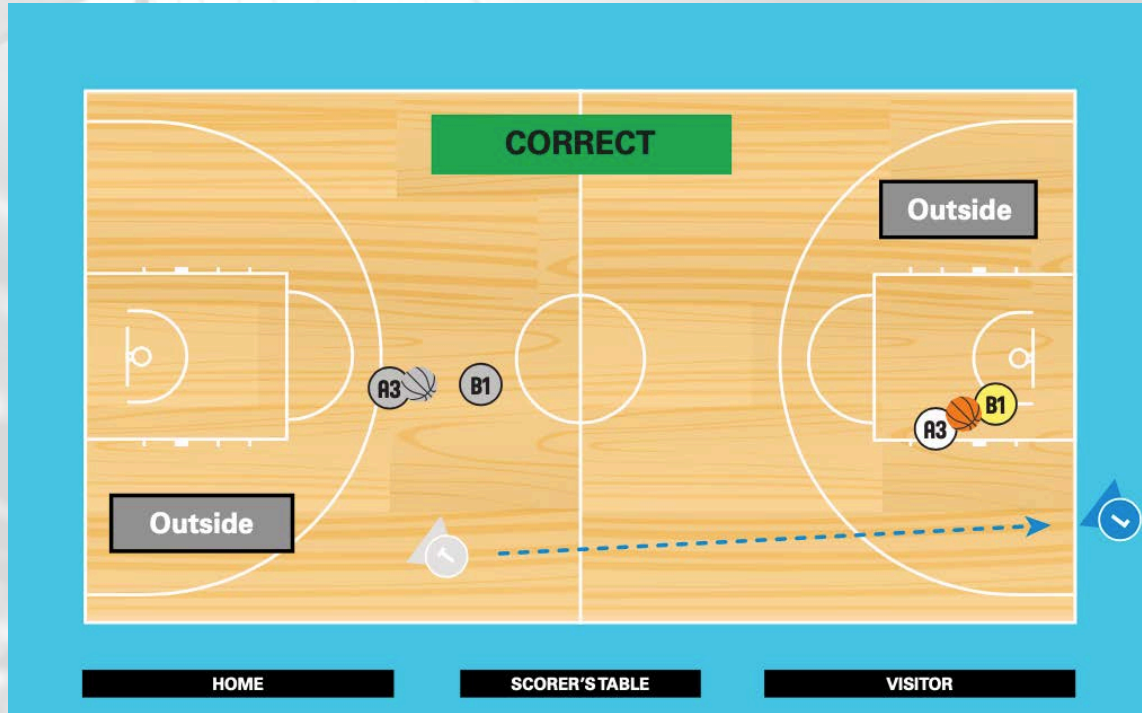 CORRECT
Outside
A3
B1
B1
A3
Outside
T
L
HOME
SCORER'S TABLE
VISITOR